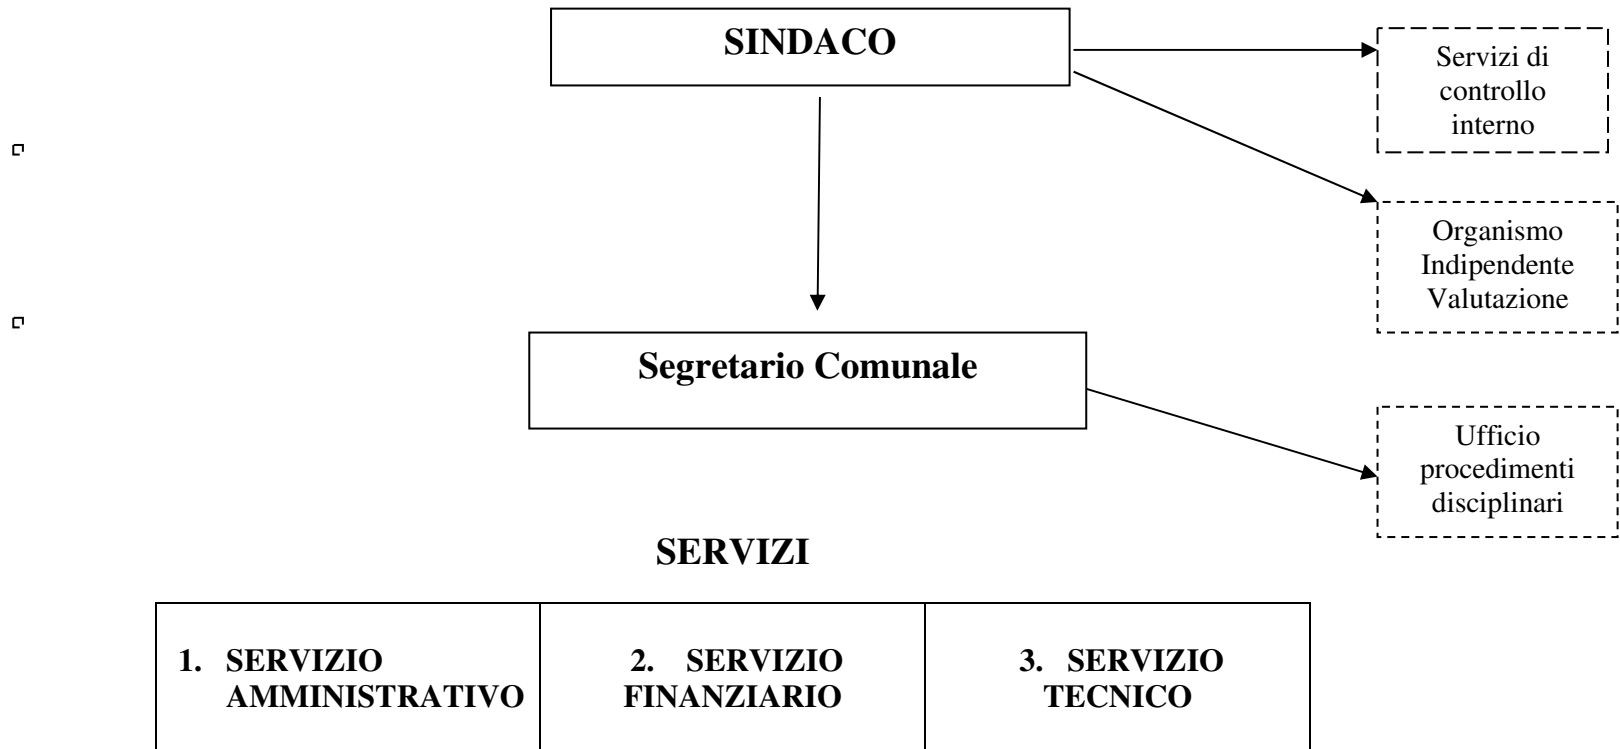 SINDACO
Servizi di
controllo
interno
Organismo
Indipendente
Valutazione
Segretario Comunale
Ufficio
procedimenti
disciplinari
SERVIZI
1. SERVIZIO
AMMINISTRATIVO
2. SERVIZIO
FINANZIARIO
3. SERVIZIO
TECNICO